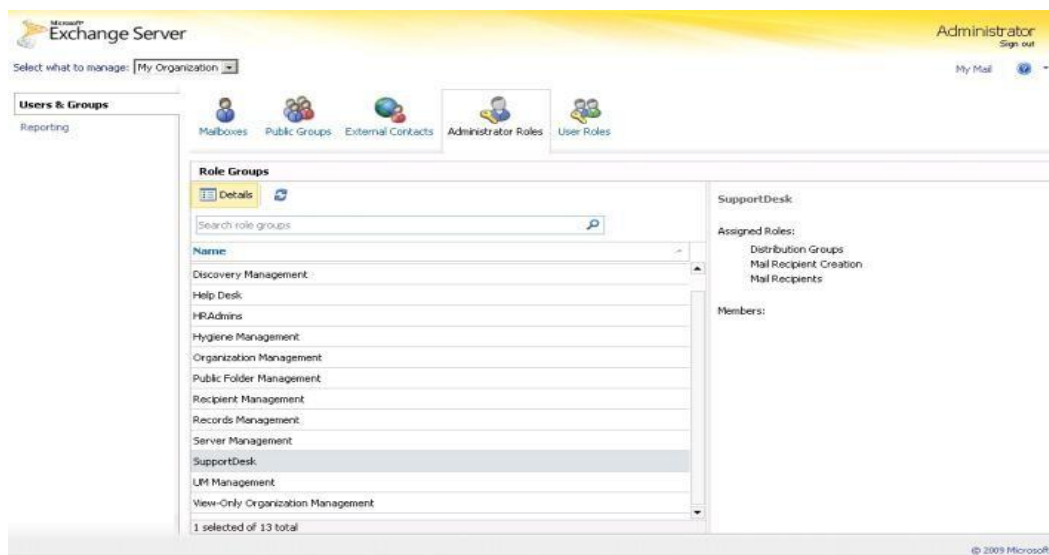 Microsoft
Exchange Server
Administrator
Sign out
Select what to manage: My Organization
My Mail
Users & Groups
Reporting
Mailboxes
Public Groups
External Contacts
Administrator Roles
User Roles
Role Groups
Details
Search role groups
Name
Discovery Management
Help Desk
HRAdmins
Hygiene Management
Organization Management
Public Folder Management
Recipient Management
Records Management
Server Management
SupportDesk
UM Management
View-Only Organization Management
1 selected of 13 total
SupportDesk
Assigned Roles:
Distribution Groups
Mail Recipient Creation
Mail Recipients
Members:
© 2009 Microsoft